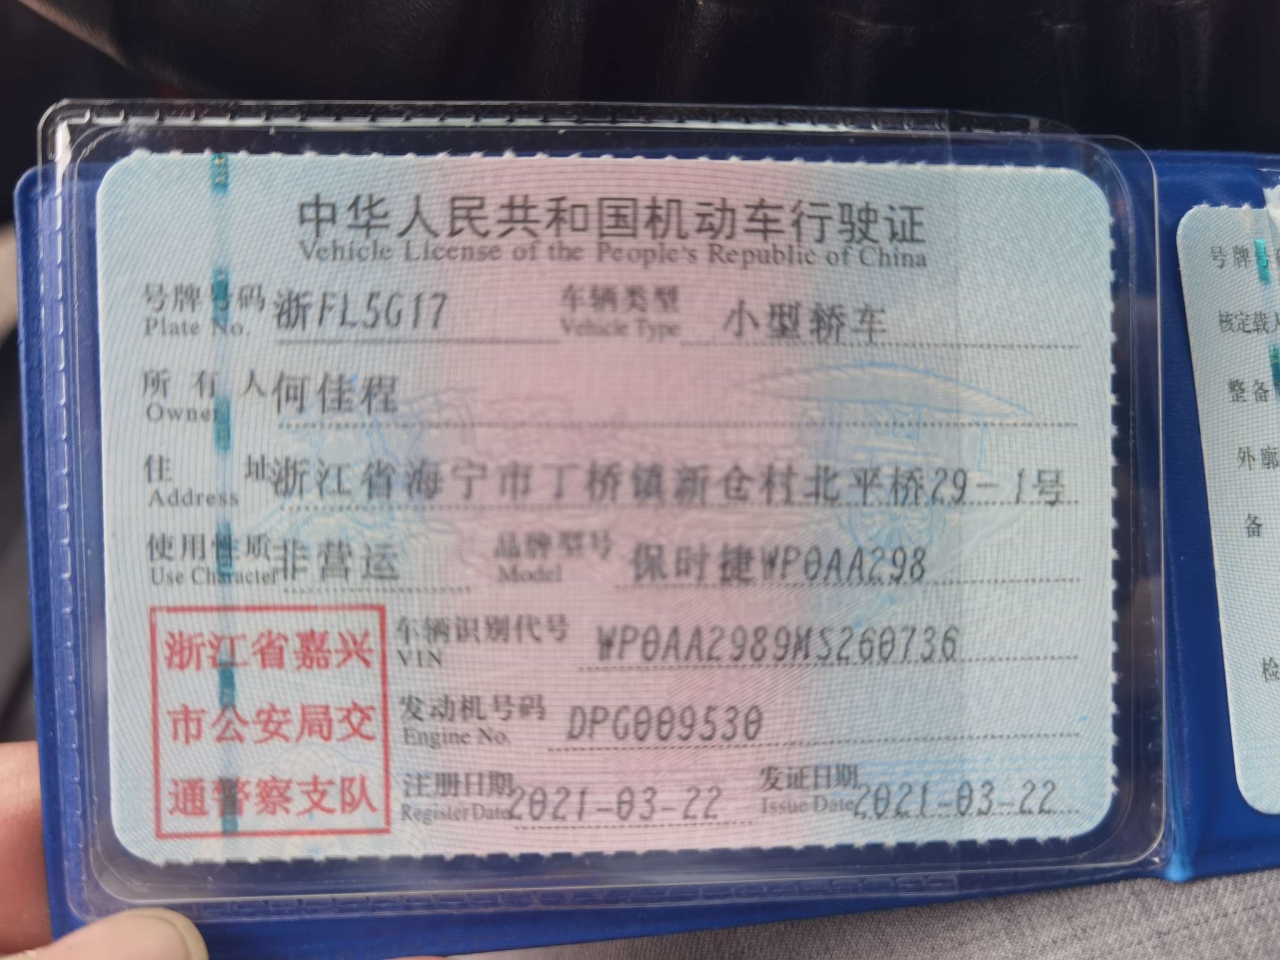 中华人民共和国机动车行驶证
Vehicle License of the People's Republic of China
号牌号码 浙FL5G17 车辆类型 小型轿车
Plate No. Vehicle Type
所有人 何佳程
Owner
住址 浙江省海宁市丁桥镇新仓村北平桥29-1号
Address
使用性质 非营运 品牌型号 保时捷WP0AA298
Use Character Model
浙江省嘉兴
市公安局交
通警察支队
车辆识别代号 WP0AA2989MS260736
VIN
发动机号码 DPG009530
Engine No.
注册日期 2021-03-22 发证日期 2021-03-22
Register Date Issue Date
号牌号
核定载人
整备
外廓
备
检